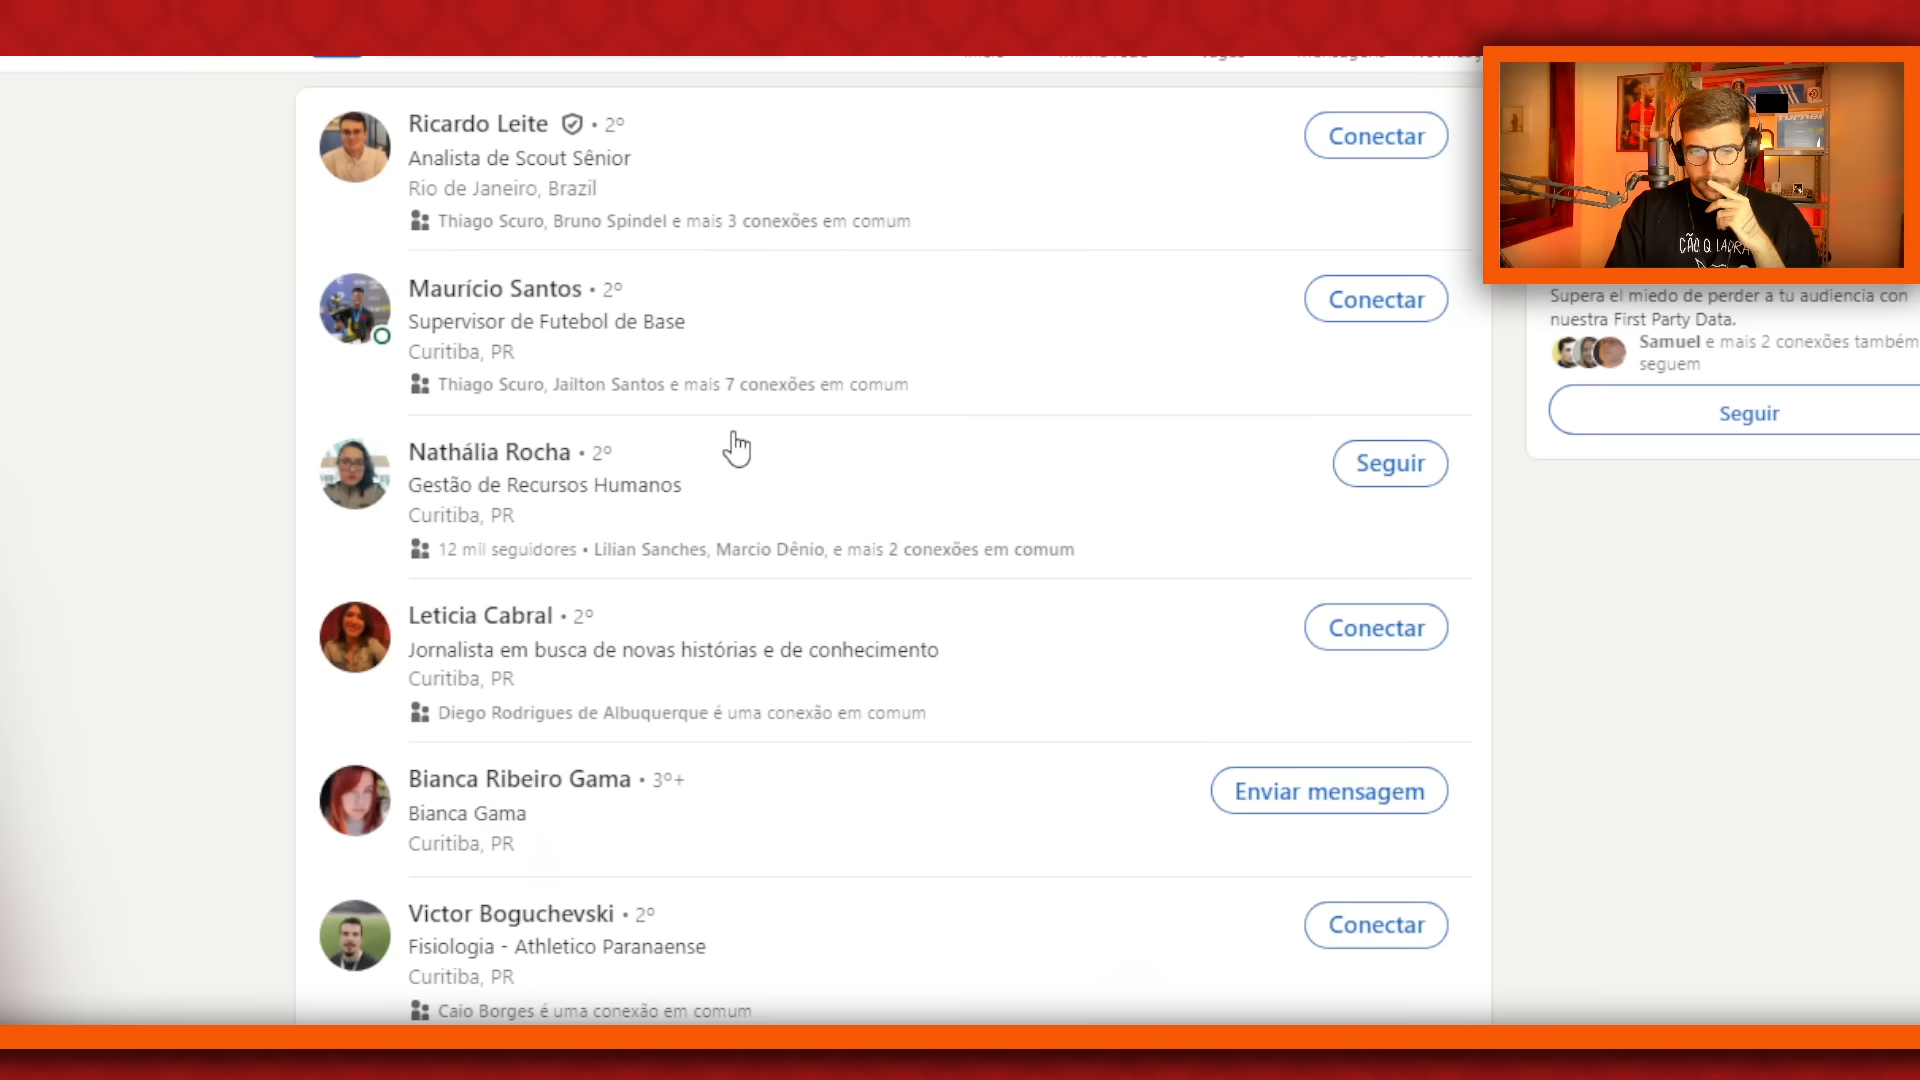 Ricardo Leite • 2º
Analista de Scout Sênior
Rio de Janeiro, Brazil
Thiago Scuro, Bruno Spindel e mais 3 conexões em comum
Conectar
Maurício Santos • 2º
Supervisor de Futebol de Base
Curitiba, PR
Thiago Scuro, Jailton Santos e mais 7 conexões em comum
Conectar
Nathália Rocha • 2º
Gestão de Recursos Humanos
Curitiba, PR
12 mil seguidores • Lilian Sanches, Marcio Dênio, e mais 2 conexões em comum
Seguir
Leticia Cabral • 2º
Jornalista em busca de novas histórias e de conhecimento
Curitiba, PR
Diego Rodrigues de Albuquerque é uma conexão em comum
Conectar
Bianca Ribeiro Gama • 3º+
Bianca Gama
Curitiba, PR
Enviar mensagem
Victor Boguchevski • 2º
Fisiologia - Athletico Paranaense
Curitiba, PR
Caio Borges é uma conexão em comum
Conectar
Supera el miedo de perder a tu audiencia con
nuestra First Party Data.
Samuel e mais 2 conexões também
seguem
Seguir